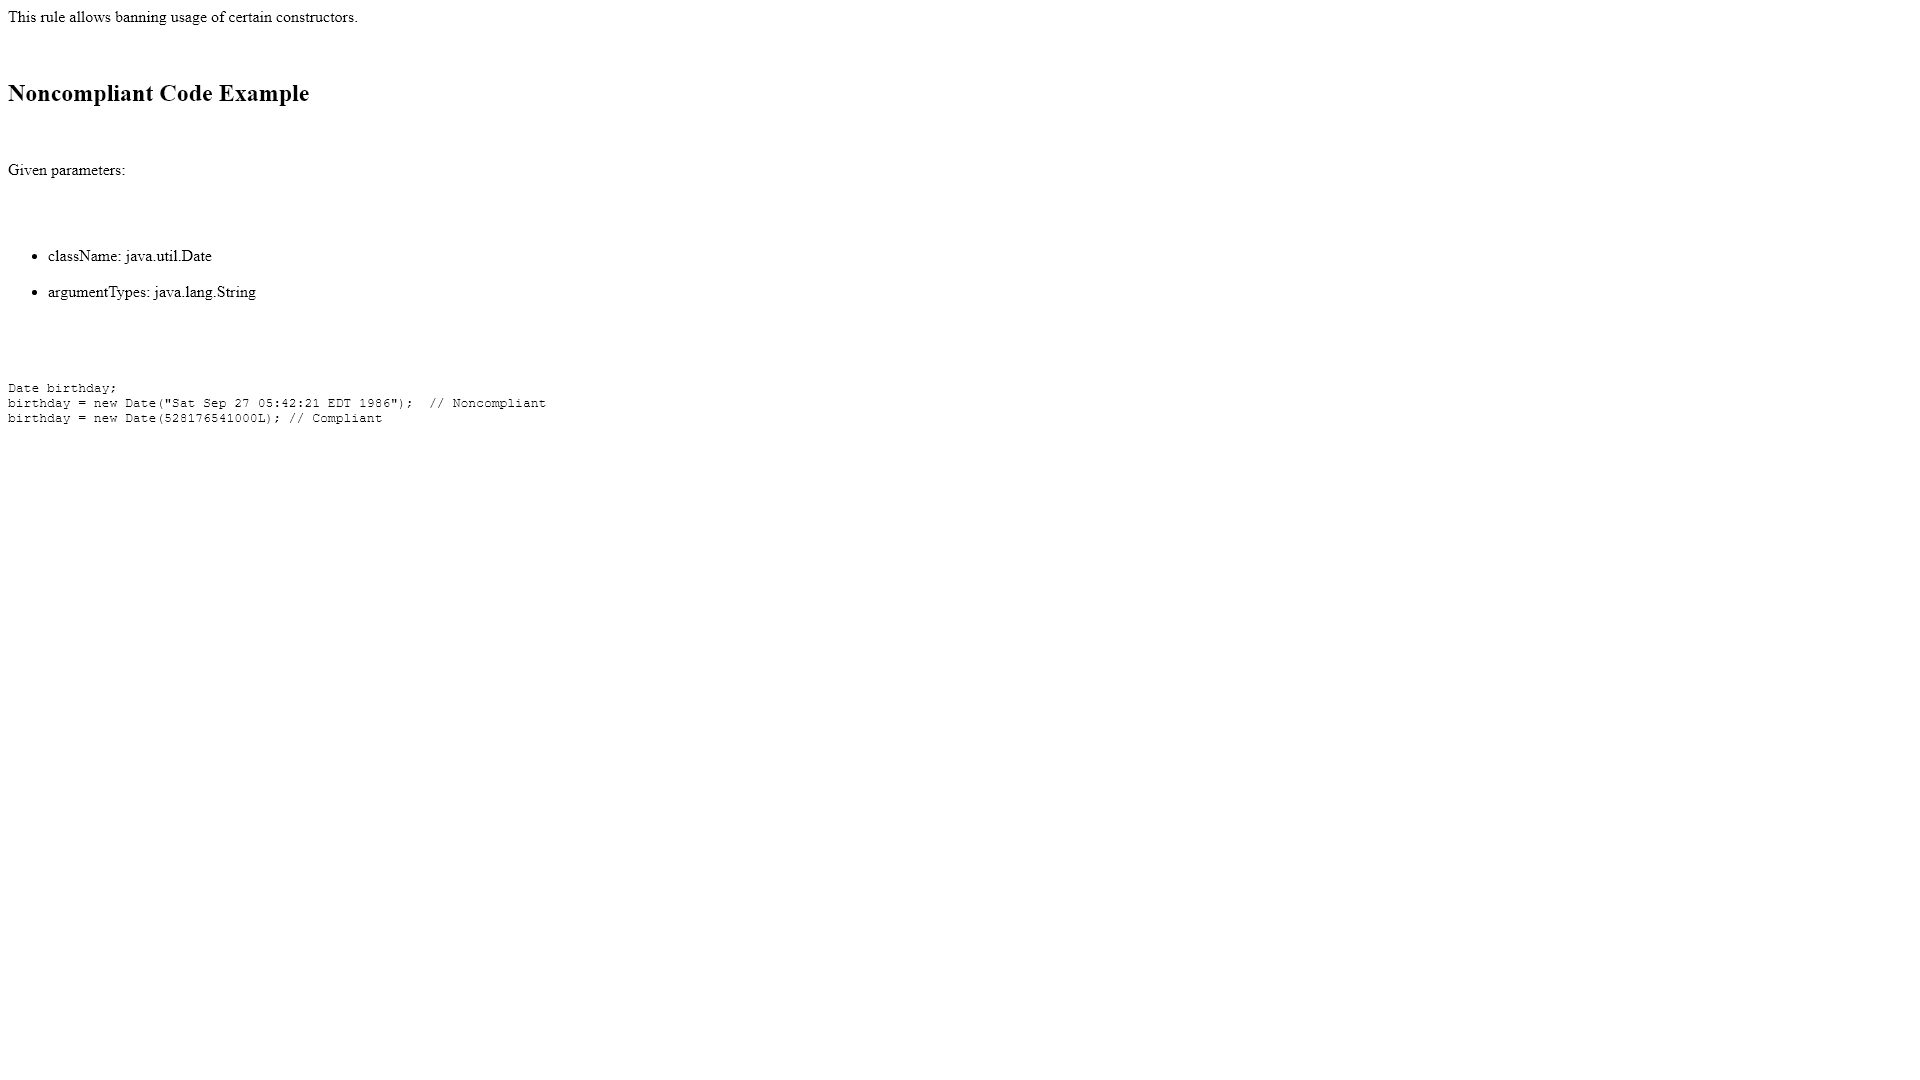 This rule allows banning usage of certain constructors.
Noncompliant Code Example
Given parameters:
• className: java.util.Date
• argumentTypes: java.lang.String
Date birthday;
birthday = new Date("Sat Sep 27 05:42:21 EDT 1986");  // Noncompliant
birthday = new Date(528176541000L); // Compliant